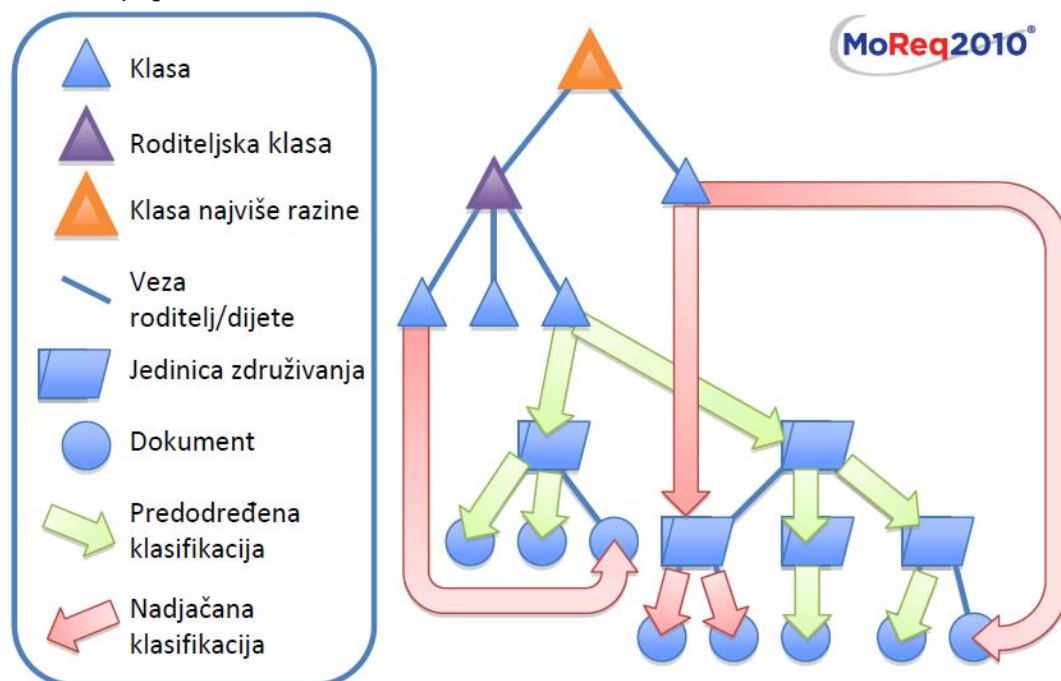 MoReq2010®
Klasa
Roditeljska klasa
Klasa najviše razine
Veza
roditelj/dijete
Jedinica združivanja
Dokument
Predodređena
klasifikacija
Nadjačana
klasifikacija